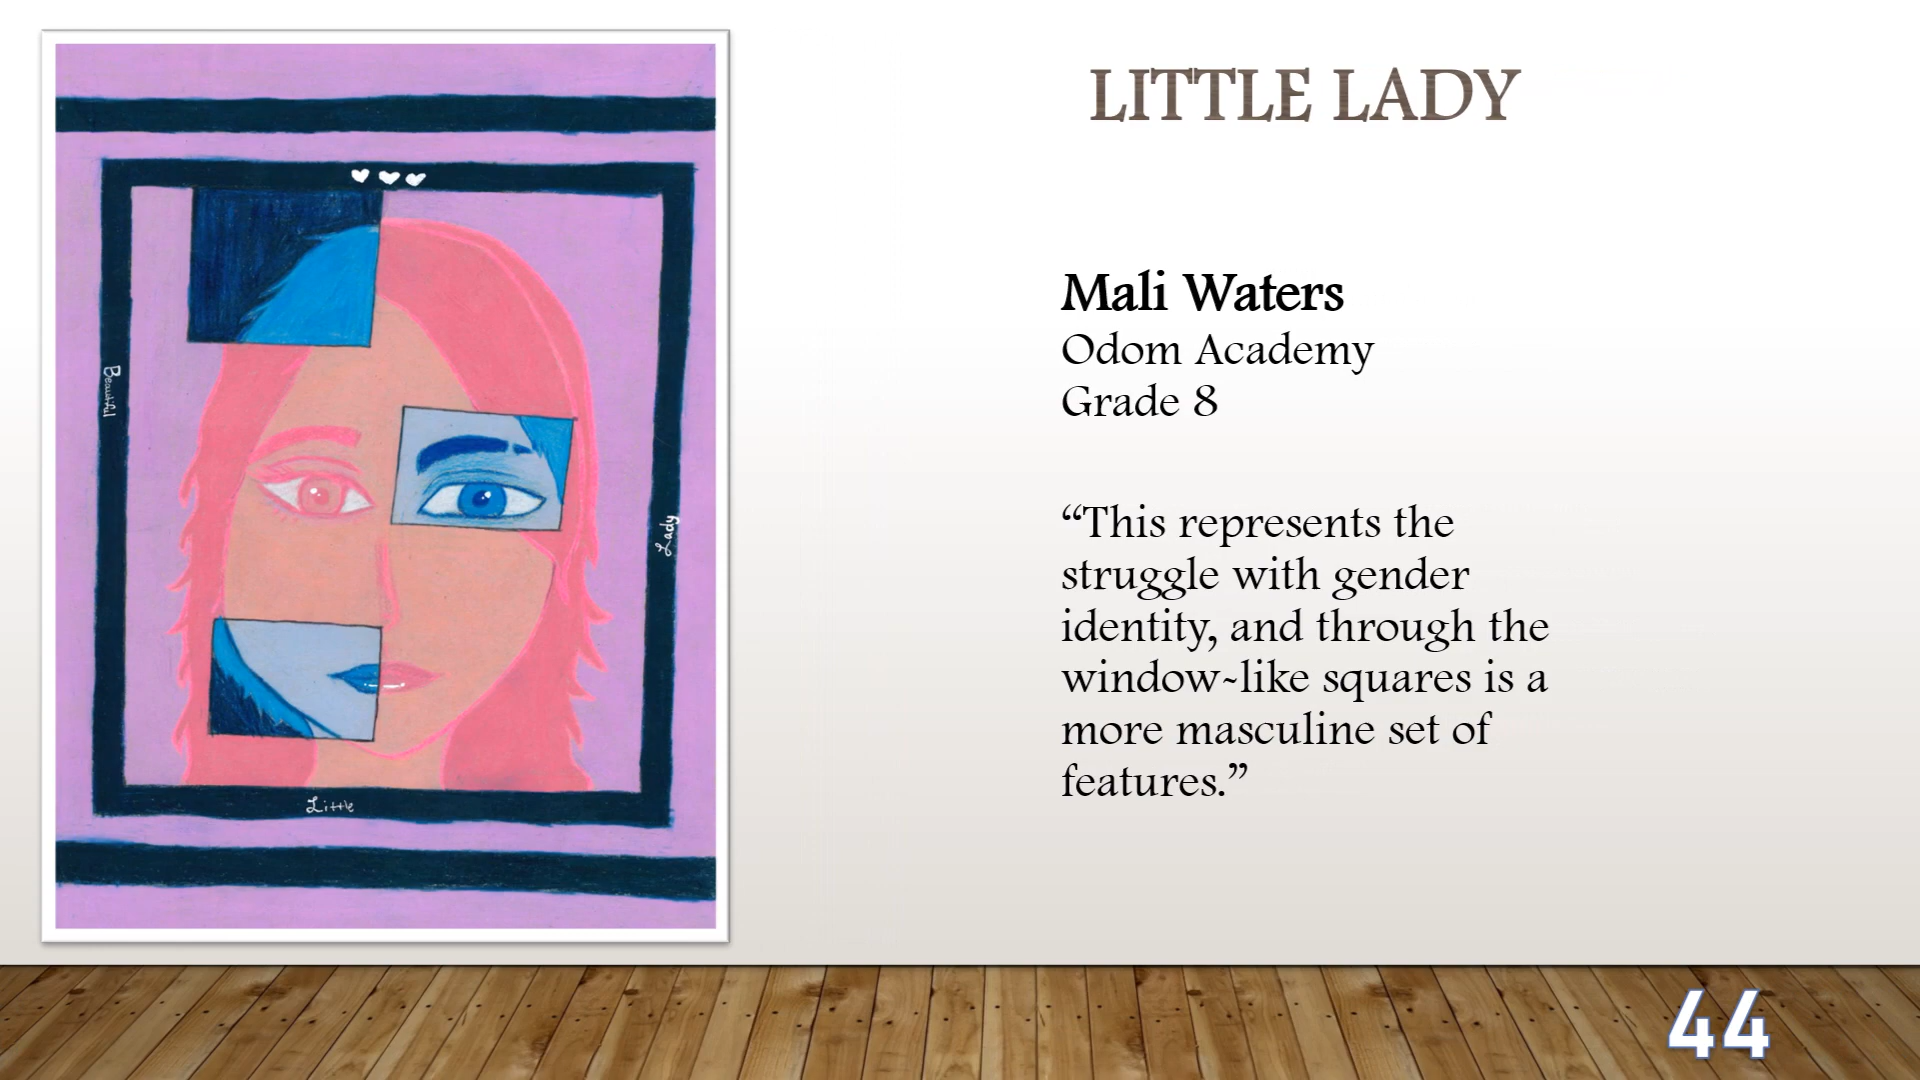 LITTLE LADY
Beautiful
Lady
Little
Mali Waters
Odom Academy
Grade 8
“This represents the
struggle with gender
identity, and through the
window~like squares is a
more masculine set of
features.”
44